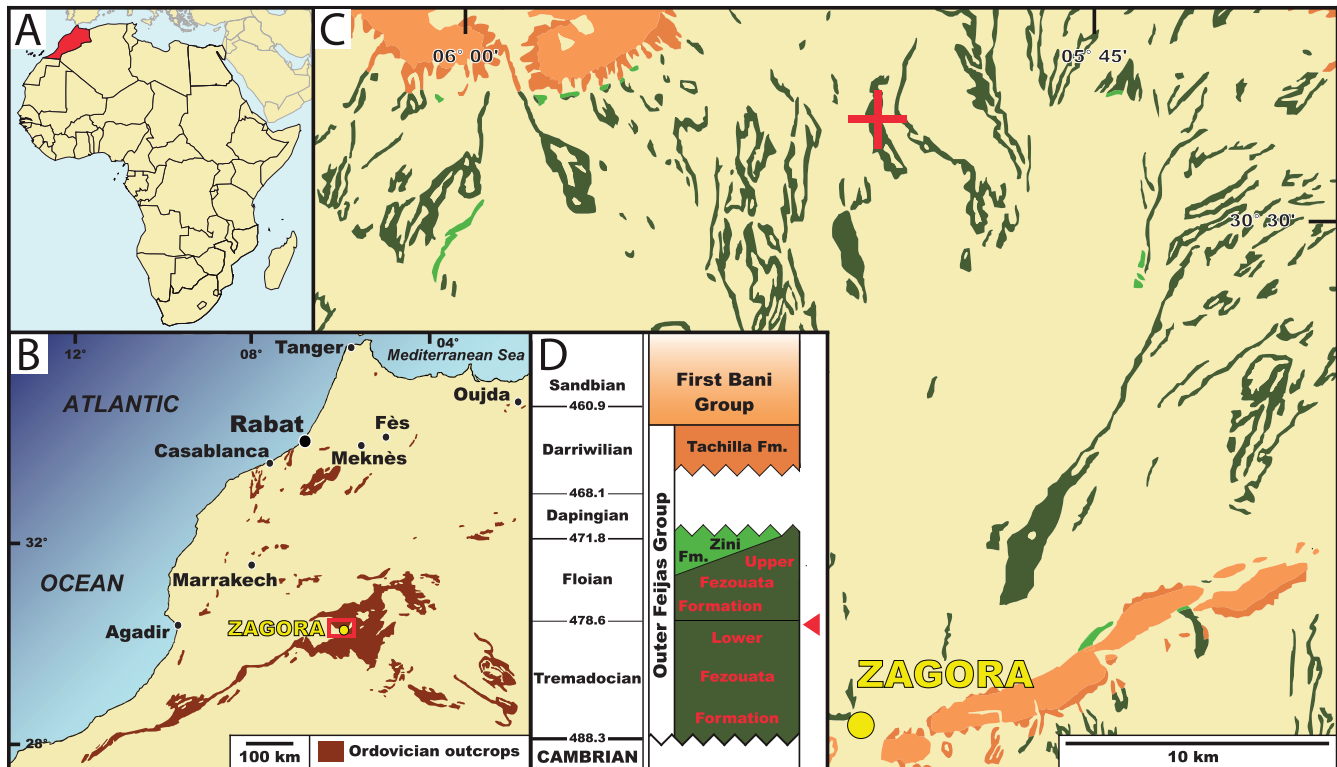 A
C
06° 00'
05° 45'
30° 30'
ZAGORA
10 km
B
12°
08°
04°
Tanger
Mediterranean Sea
Oujda
ATLANTIC
Rabat
Fès
Casablanca
Meknès
32°
OCEAN
Marrakech
Agadir
ZAGORA
28°
100 km
Ordovician outcrops
D
Sandbian
460.9
Darriwilian
468.1
Dapingian
471.8
Floian
478.6
Tremadocian
488.3
CAMBRIAN
Outer Feijas Group
First Bani
Group
Tachilla Fm.
Zini
Fm.
Upper
Fezouata
Formation
Lower
Fezouata
Formation